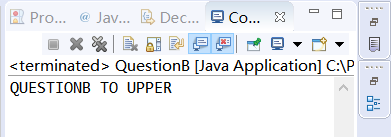 Pro... @ Jav... Dec... Co...
<terminated> QuestionB [Java Application] C:\P
QUESTIONB TO UPPER